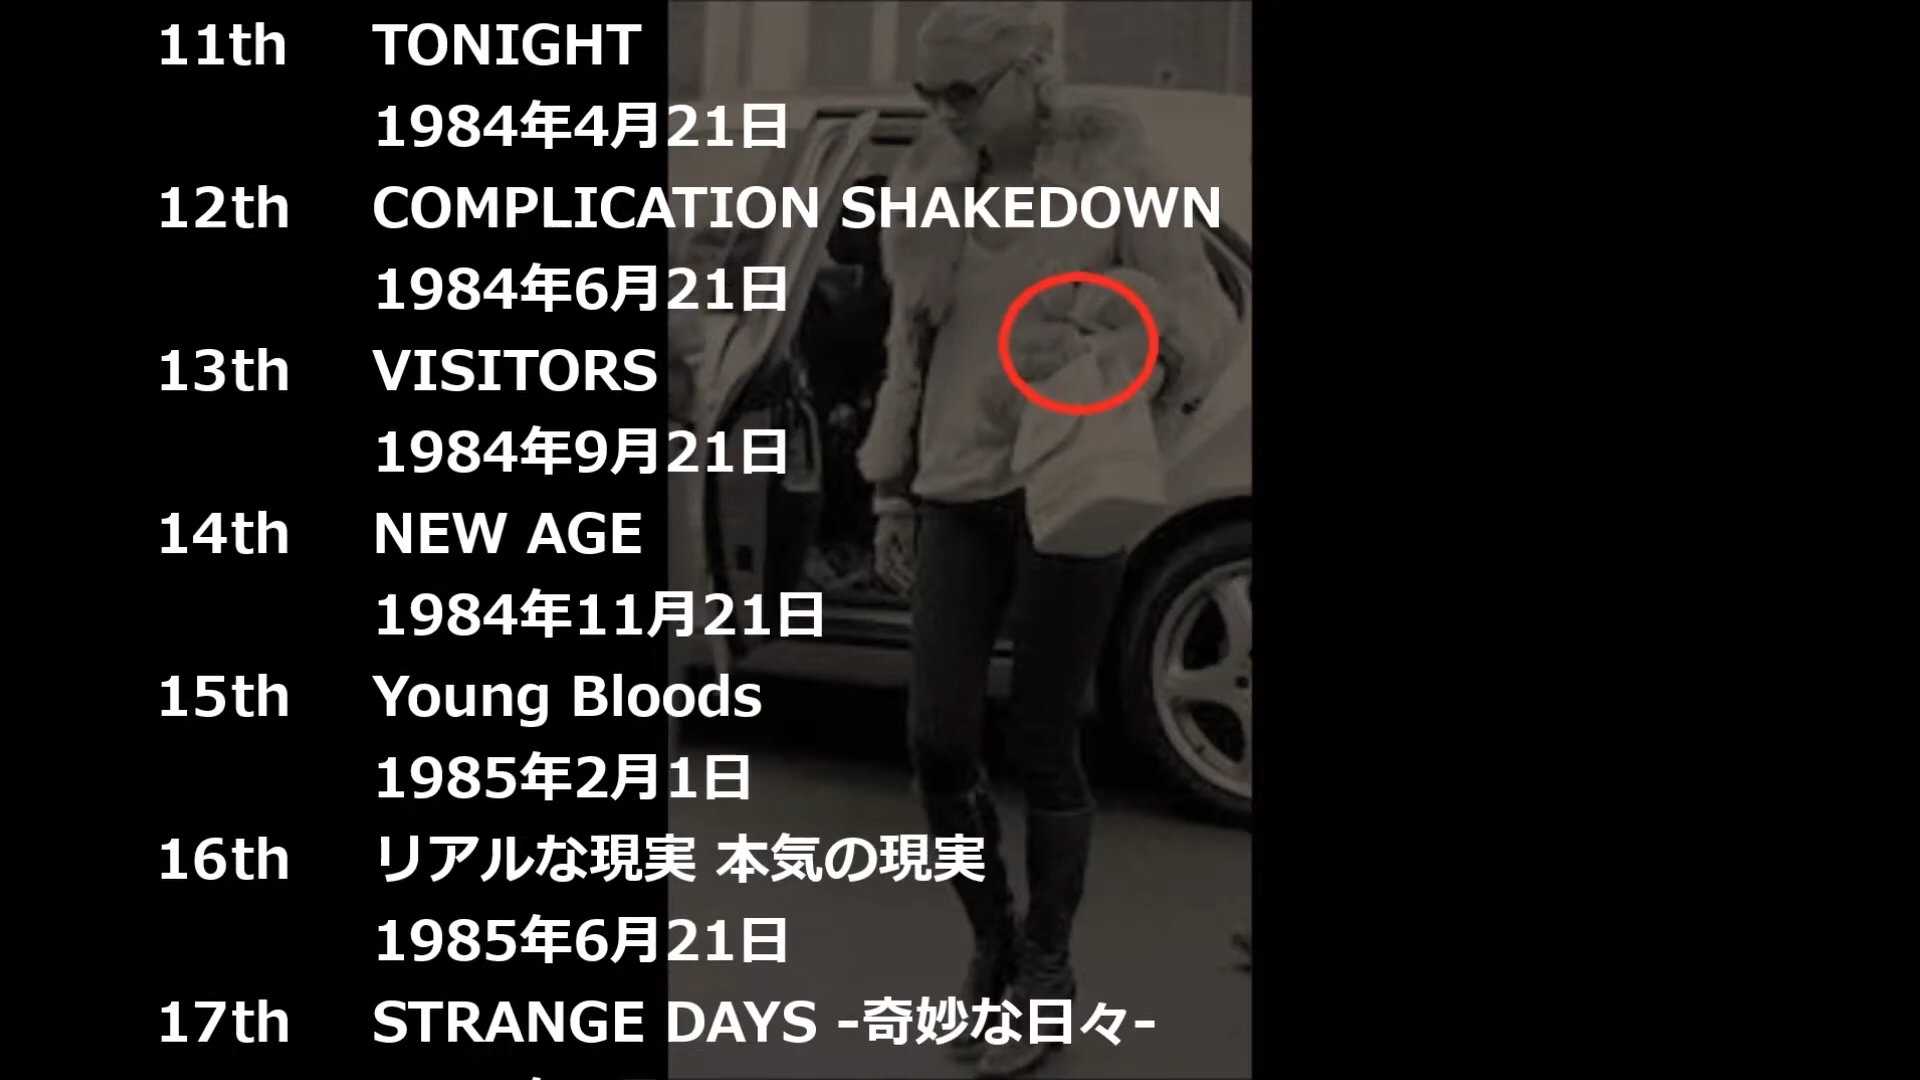 11th TONIGHT
1984年4月21日
12th COMPLICATION SHAKEDOWN
1984年6月21日
13th VISITORS
1984年9月21日
14th NEW AGE
1984年11月21日
15th Young Bloods
1985年2月1日
16th リアルな現実 本気の現実
1985年6月21日
17th STRANGE DAYS -奇妙な日々-